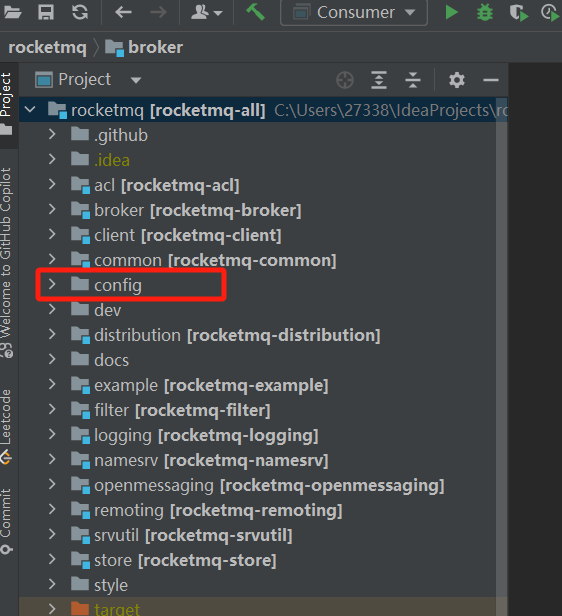 Consumer
rocketmq broker
Project
rocketmq [rocketmq-all] C:\Users\27338\IdeaProjects\
.github
.idea
acl [rocketmq-acl]
broker [rocketmq-broker]
client [rocketmq-client]
common [rocketmq-common]
config
dev
distribution [rocketmq-distribution]
docs
example [rocketmq-example]
filter [rocketmq-filter]
logging [rocketmq-logging]
namesrv [rocketmq-namesrv]
openmessaging [rocketmq-openmessaging]
remoting [rocketmq-remoting]
srvutil [rocketmq-srvutil]
store [rocketmq-store]
style
target
Project
Welcome to GitHub Copilot
Leetcode
Commit